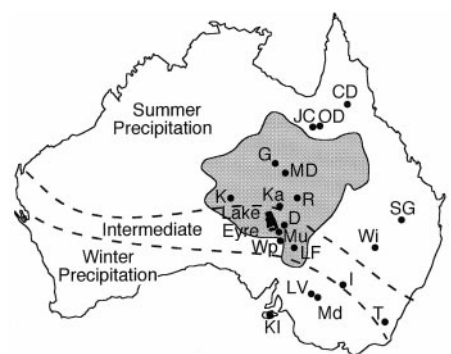 CD
JC OD
Summer
Precipitation
G
MD
K
Ka
R
Lake
Eyre
D
SG
Intermediate
Mu
Wi
Wp
LF
Winter
Precipitation
LV
I
Md
T
KI